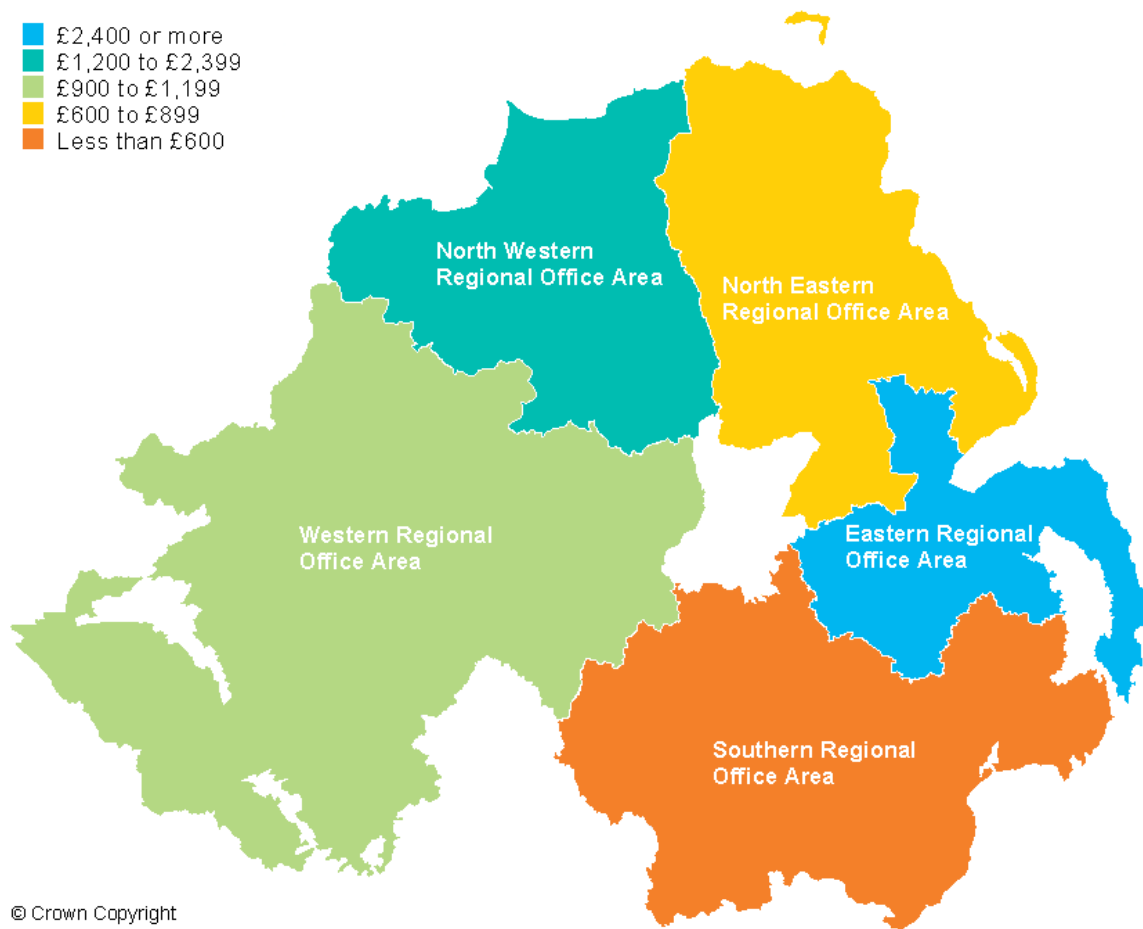 £2,400 or more
£1,200 to £2,399
£900 to £1,199
£600 to £899
Less than £600
North Western
Regional Office Area
North Eastern
Regional Office Area
Western Regional
Office Area
Eastern Regional
Office Area
Southern Regional
Office Area
© Crown Copyright